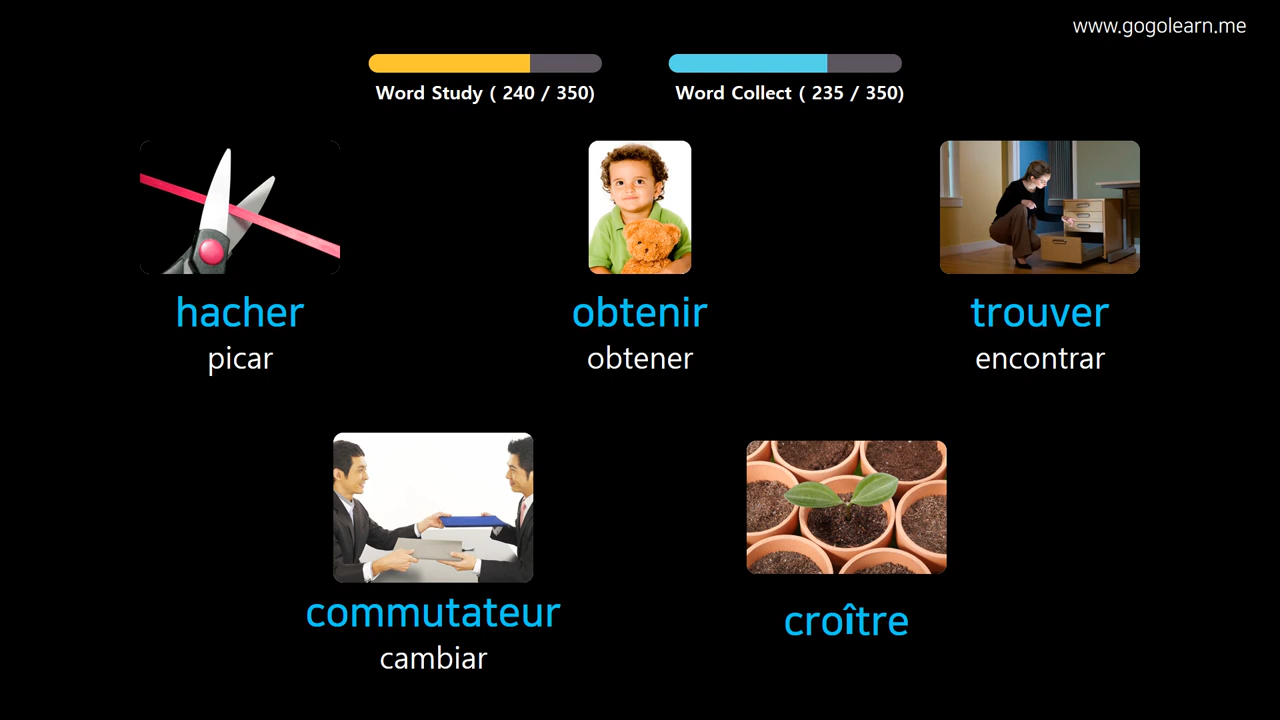 www.gogolearn.me
Word Study ( 240 / 350)
Word Collect ( 235 / 350)
hacher
picar
obtenir
obtener
trouver
encontrar
commutateur
cambiar
croître